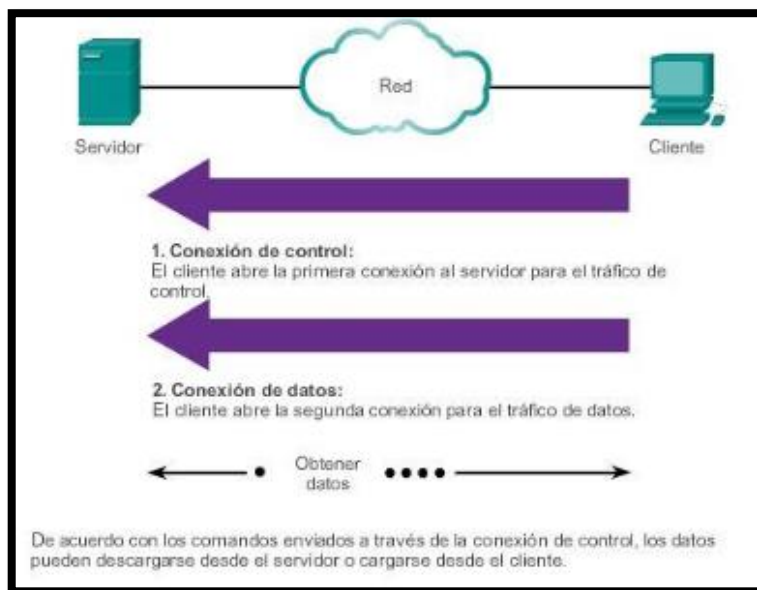 Red
Servidor
Cliente
1. Conexión de control:
El cliente abre la primera conexión al servidor para el tráfico de
control.
2. Conexión de datos:
El cliente abre la segunda conexión para el tráfico de datos.
Obtener
datos
De acuerdo con los comandos enviados a través de la conexión de control, los datos
pueden descargarse desde el servidor o cargarse desde el cliente.